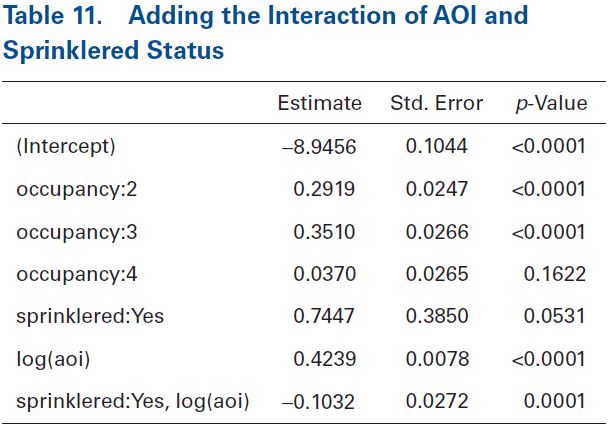 Table 11. Adding the Interaction of AOI and
Sprinklered Status
Estimate Std. Error p-Value
(Intercept) −8.9456 0.1044 <0.0001
occupancy:2 0.2919 0.0247 <0.0001
occupancy:3 0.3510 0.0266 <0.0001
occupancy:4 0.0370 0.0265 0.1622
sprinklered:Yes 0.7447 0.3850 0.0531
log(aoi) 0.4239 0.0078 <0.0001
sprinklered:Yes, log(aoi) −0.1032 0.0272 0.0001